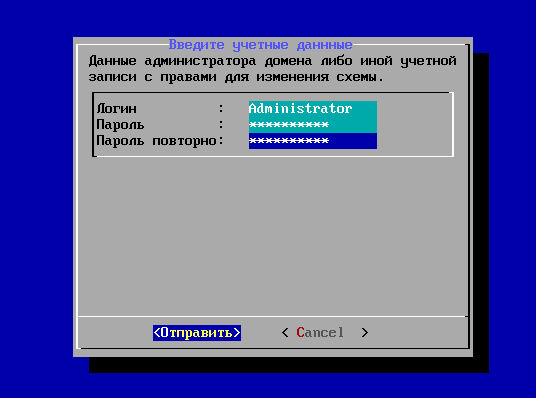 Введите учетные даннные
Данные администратора домена либо иной учетной
записи с правами для изменения схемы.
Логин : Administrator
Пароль : **********
Пароль повторно: **********
<Отправить> < Cancel >